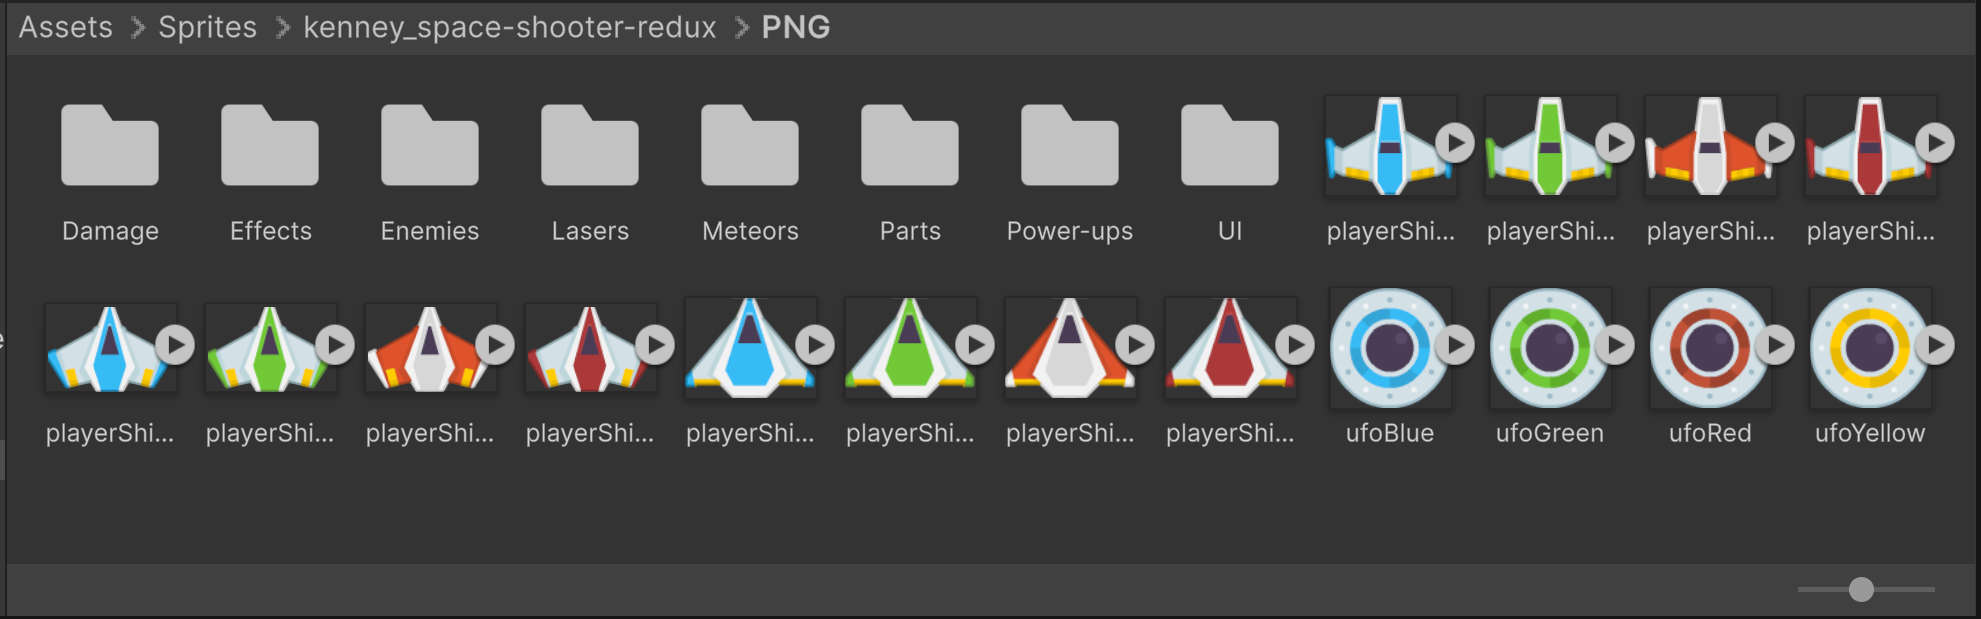 Assets Sprites kenney_space-shooter-redux PNG
Damage Effects Enemies Lasers Meteors Parts Power-ups UI playerShi... playerShi... playerShi... playerShi...
playerShi... playerShi... playerShi... playerShi... playerShi... playerShi... playerShi... playerShi... ufoBlue ufoGreen ufoRed ufoYellow